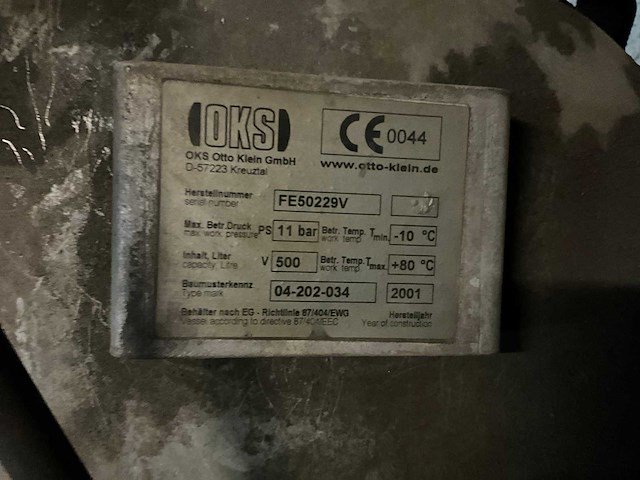 OKS
CE 0044
OKS Otto Klein GmbH
D-57223 Kreuztal
www.otto-klein.de
Herstellnummer
serial number
FE50229V
Max. Betr.Druck PS 11 bar Betr. Temp. T min. -10 °C
max. work pressure work temp.
Inhalt, Liter V 500 Betr. Temp. T max. +80 °C
capacity, Litre work temp.
Baumusterkennz. 04-202-034 2001
Type mark
Behälter nach EG - Richtlinie 87/404/EWG Herstelljahr
Vessel according to directive 87/404/EEC Year of construction